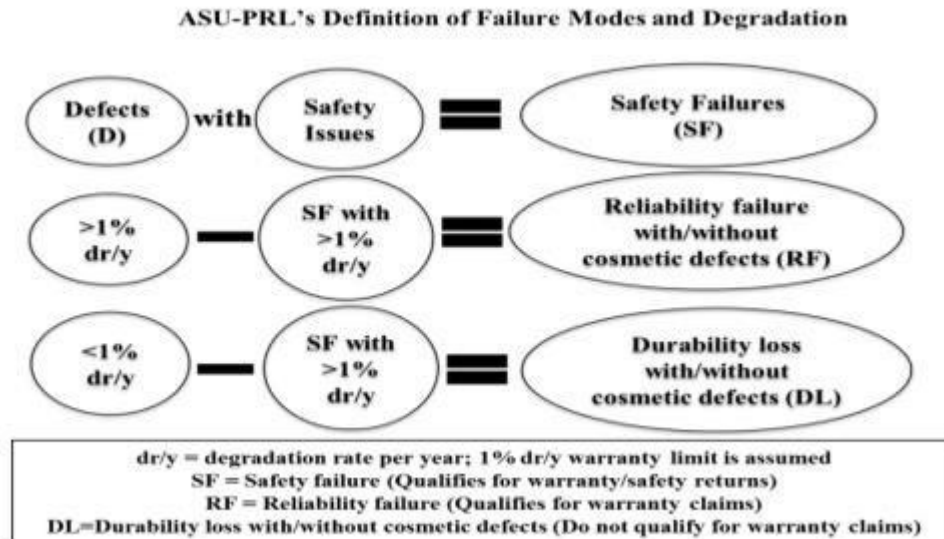 ASU-PRL's Definition of Failure Modes and Degradation
Defects
(D)
with
Safety
Issues
Safety Failures
(SF)
>1%
dr/y
SF with
>1%
dr/y
Reliability failure
with/without
cosmetic defects (RF)
<1%
dr/y
SF with
>1%
dr/y
Durability loss
with/without
cosmetic defects (DL)
dr/y = degradation rate per year; 1% dr/y warranty limit is assumed
SF = Safety failure (Qualifies for warranty/safety returns)
RF = Reliability failure (Qualifies for warranty claims)
DL=Durability loss with/without cosmetic defects (Do not qualify for warranty claims)